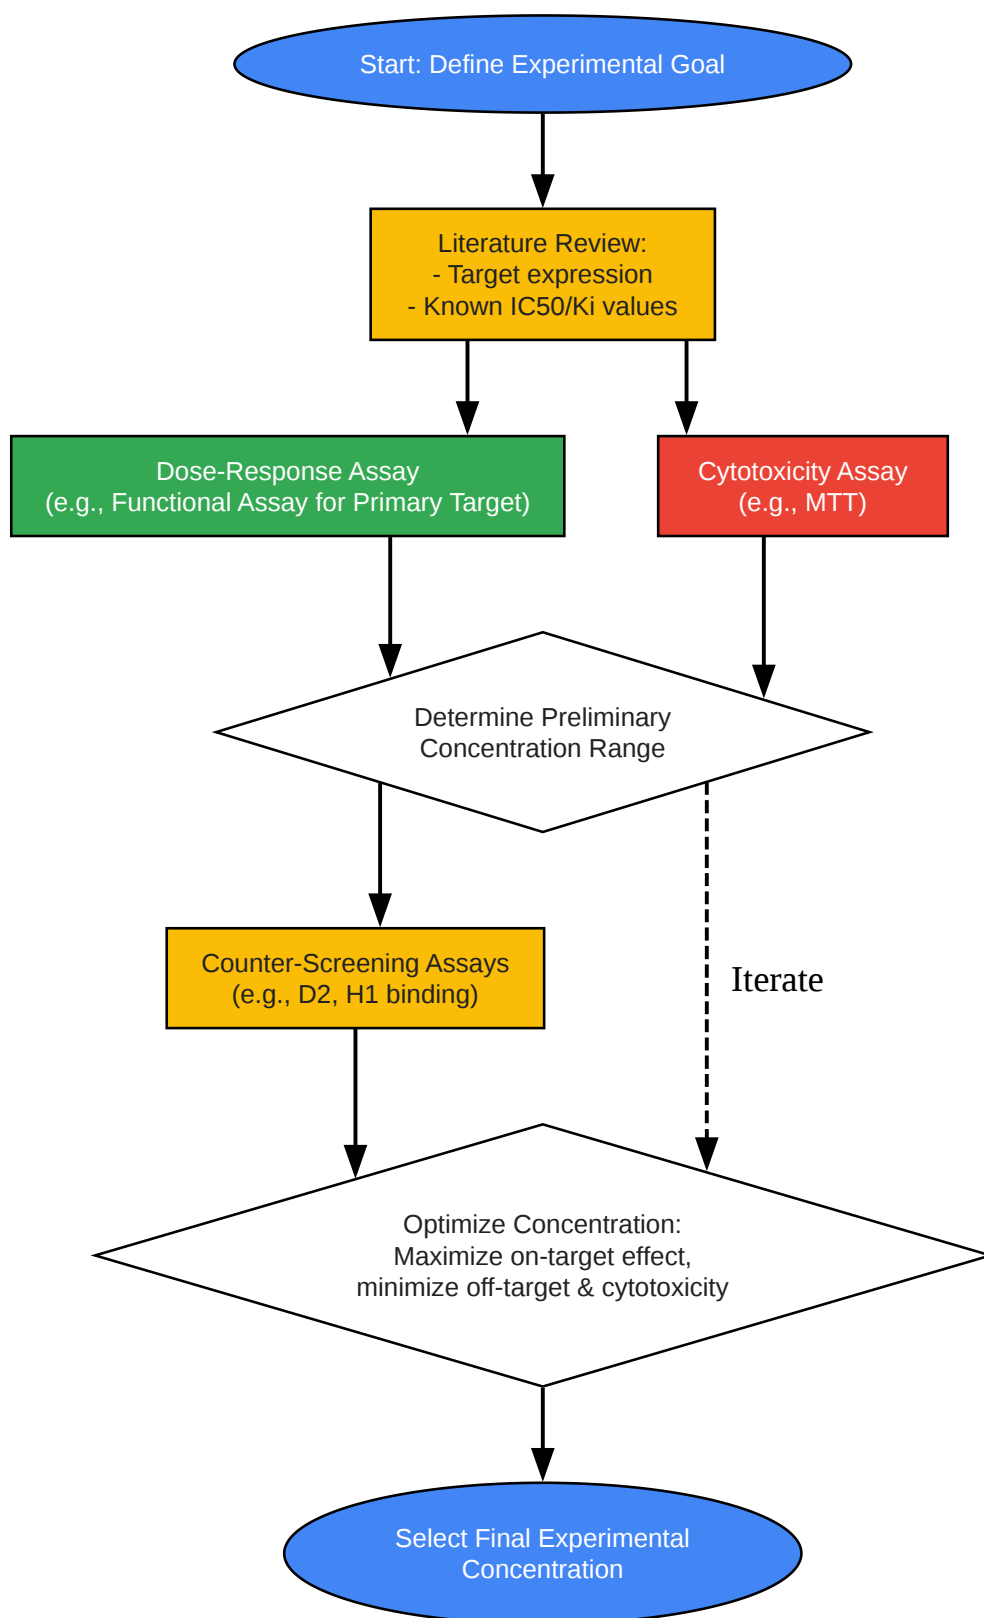 Start: Define Experimental Goal
Literature Review:
- Target expression
- Known IC50/Ki values
Dose-Response Assay
(e.g., Functional Assay for Primary Target)
Cytotoxicity Assay
(e.g., MTT)
Determine Preliminary
Concentration Range
Counter-Screening Assays
(e.g., D2, H1 binding)
Iterate
Optimize Concentration:
Maximize on-target effect,
minimize off-target & cytotoxicity
Select Final Experimental
Concentration